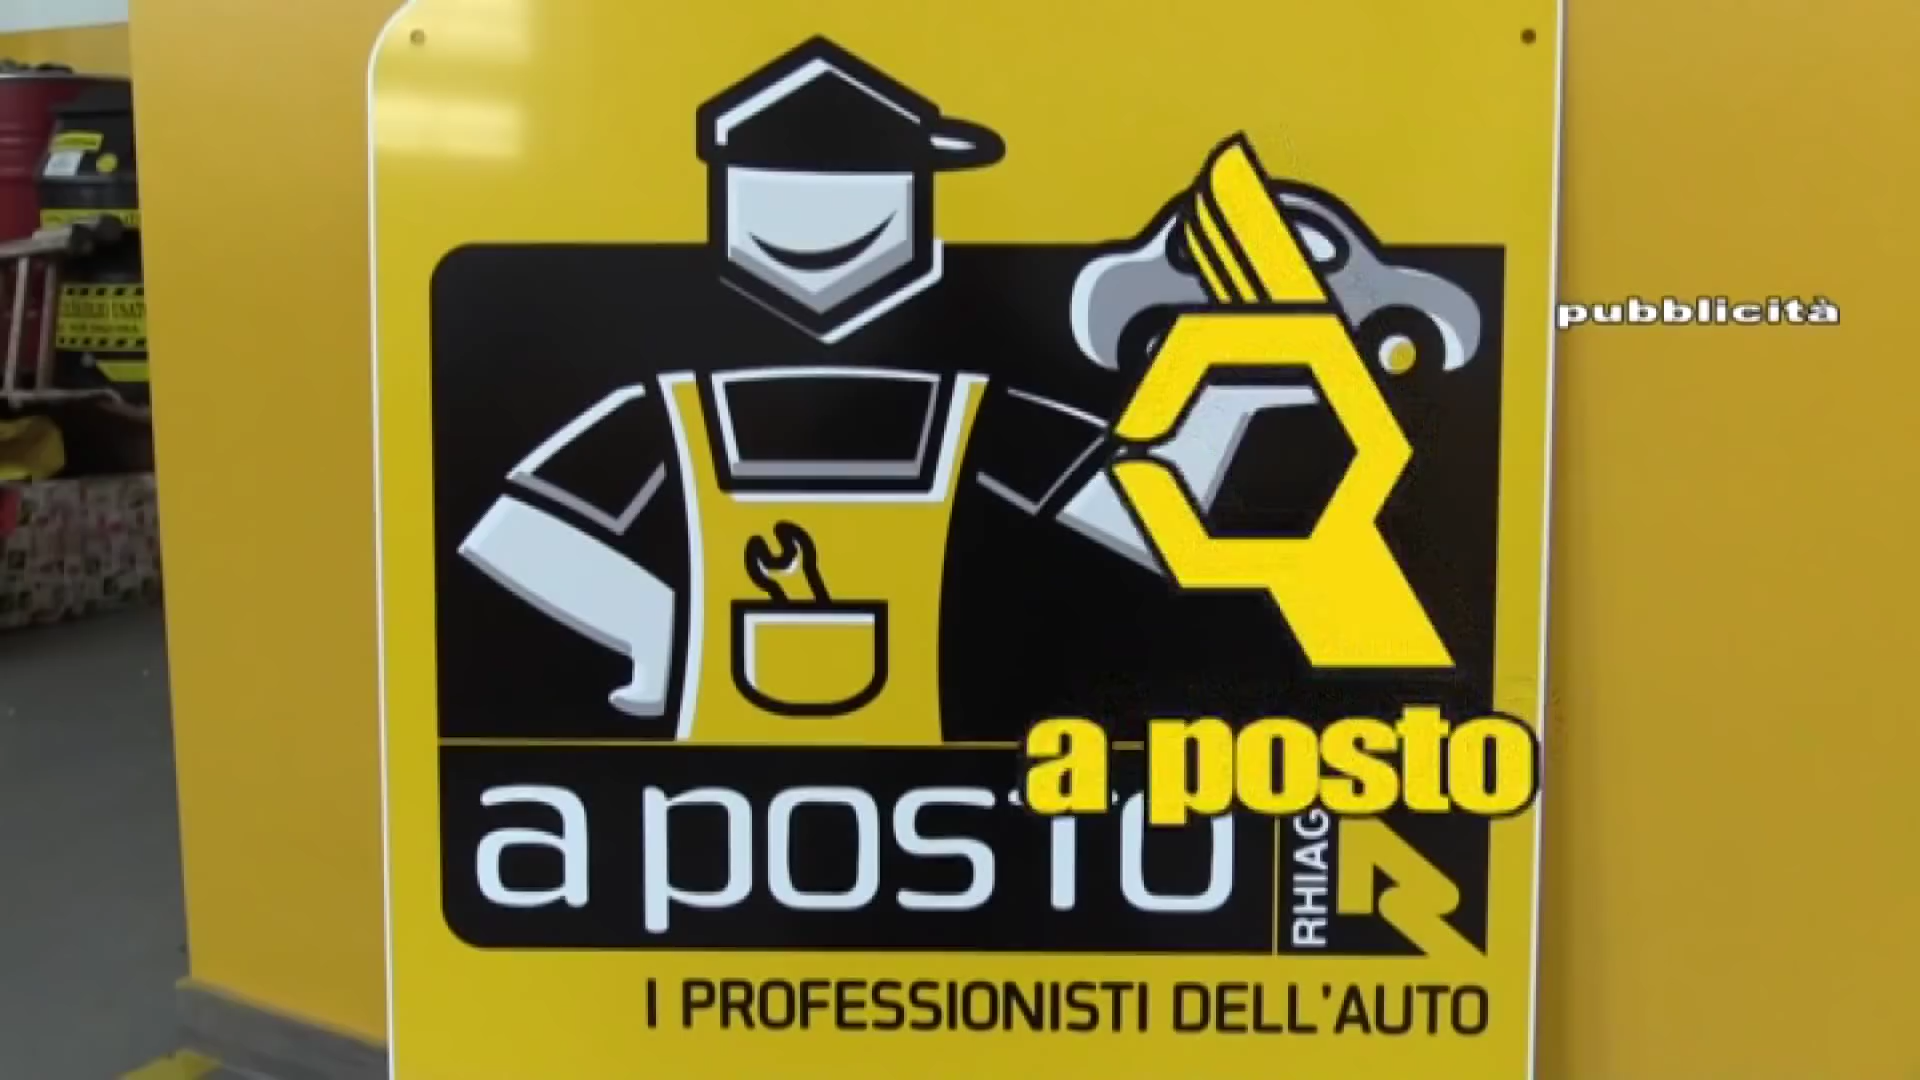 pubblicità
a posto
a posto
RHIAG
I PROFESSIONISTI DELL'AUTO